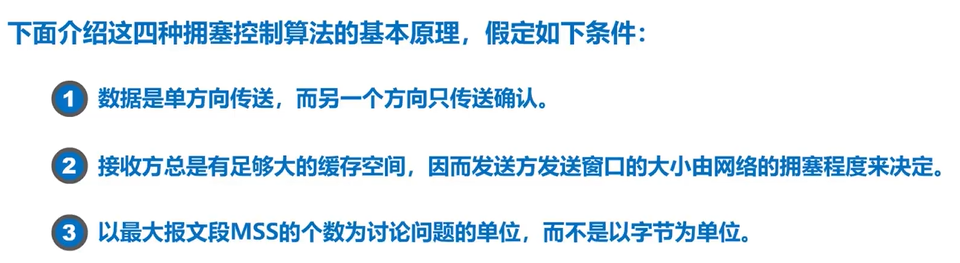 下面介绍这四种拥塞控制算法的基本原理，假定如下条件：
1 数据是单方向传送，而另一个方向只传送确认。
2 接收方总是有足够大的缓存空间，因而发送方发送窗口的大小由网络的拥塞程度来决定。
3 以最大报文段MSS的个数为讨论问题的单位，而不是以字节为单位。